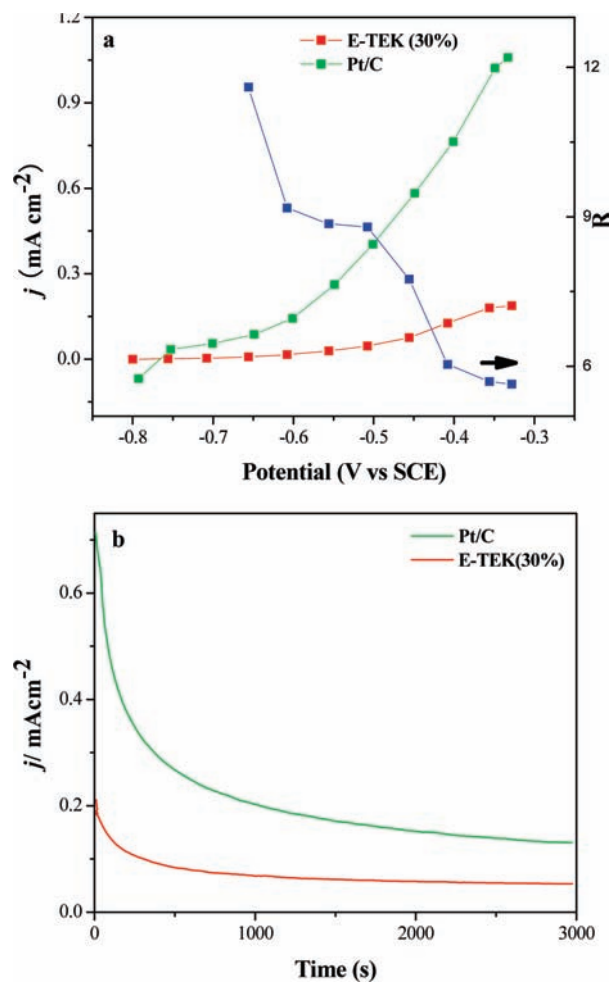 a
E-TEK (30%)
Pt/C
1.2
0.9
0.6
0.3
0.0
j (mA cm⁻²)
12
9
6
R
-0.8 -0.7 -0.6 -0.5 -0.4 -0.3
Potential (V vs SCE)
b
Pt/C
E-TEK(30%)
0.6
0.4
0.2
0.0
j/ mAcm⁻²
0 1000 2000 3000
Time (s)